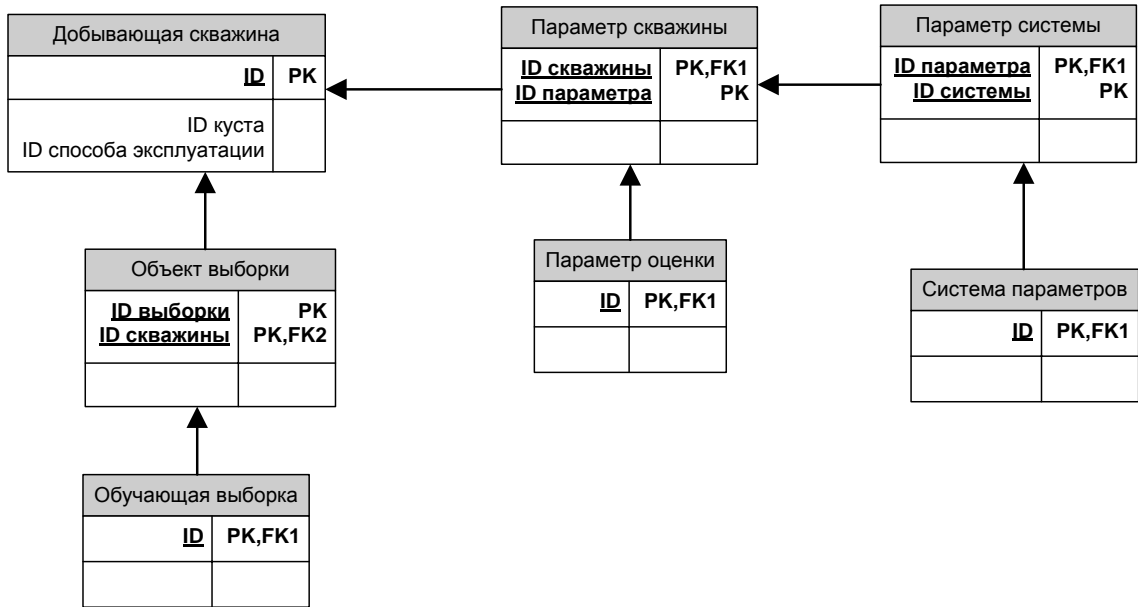 Добывающая скважина
ID PK
ID куста
ID способа эксплуатации
Параметр скважины
ID скважины PK,FK1
ID параметра PK
Параметр системы
ID параметра PK,FK1
ID системы PK
Объект выборки
ID выборки PK
ID скважины PK,FK2
Параметр оценки
ID PK,FK1
Система параметров
ID PK,FK1
Обучающая выборка
ID PK,FK1